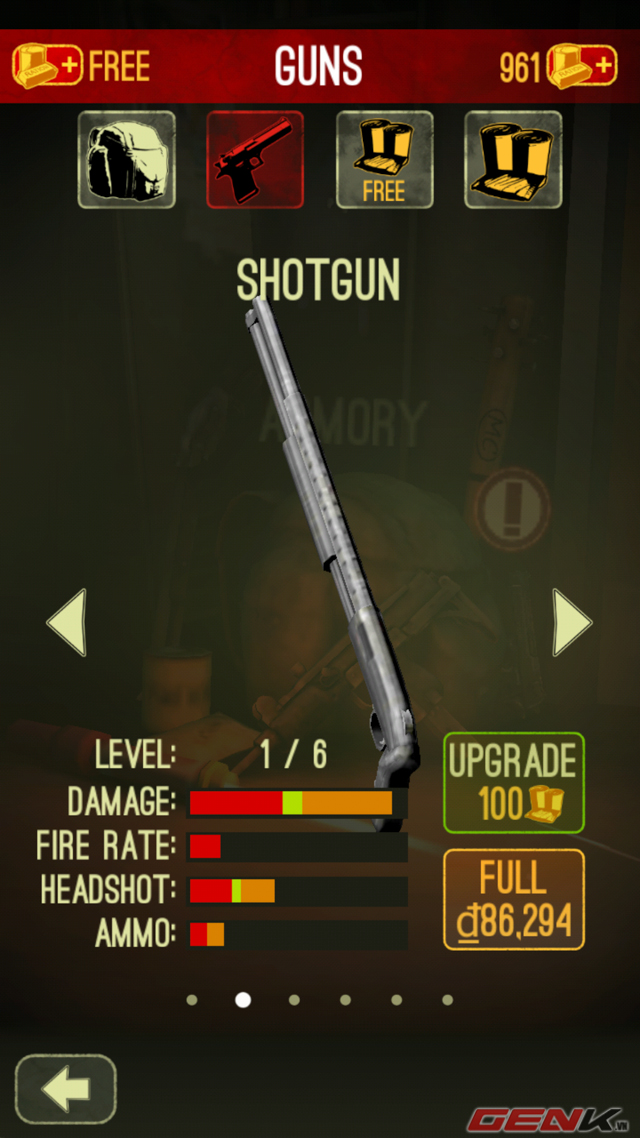 FREE GUNS 961
FREE
SHOTGUN
ARMORY
LEVEL: 1 / 6
UPGRADE
100
DAMAGE:
FIRE RATE:
HEADSHOT:
FULL
₫86,294
AMMO:
GENK.VN